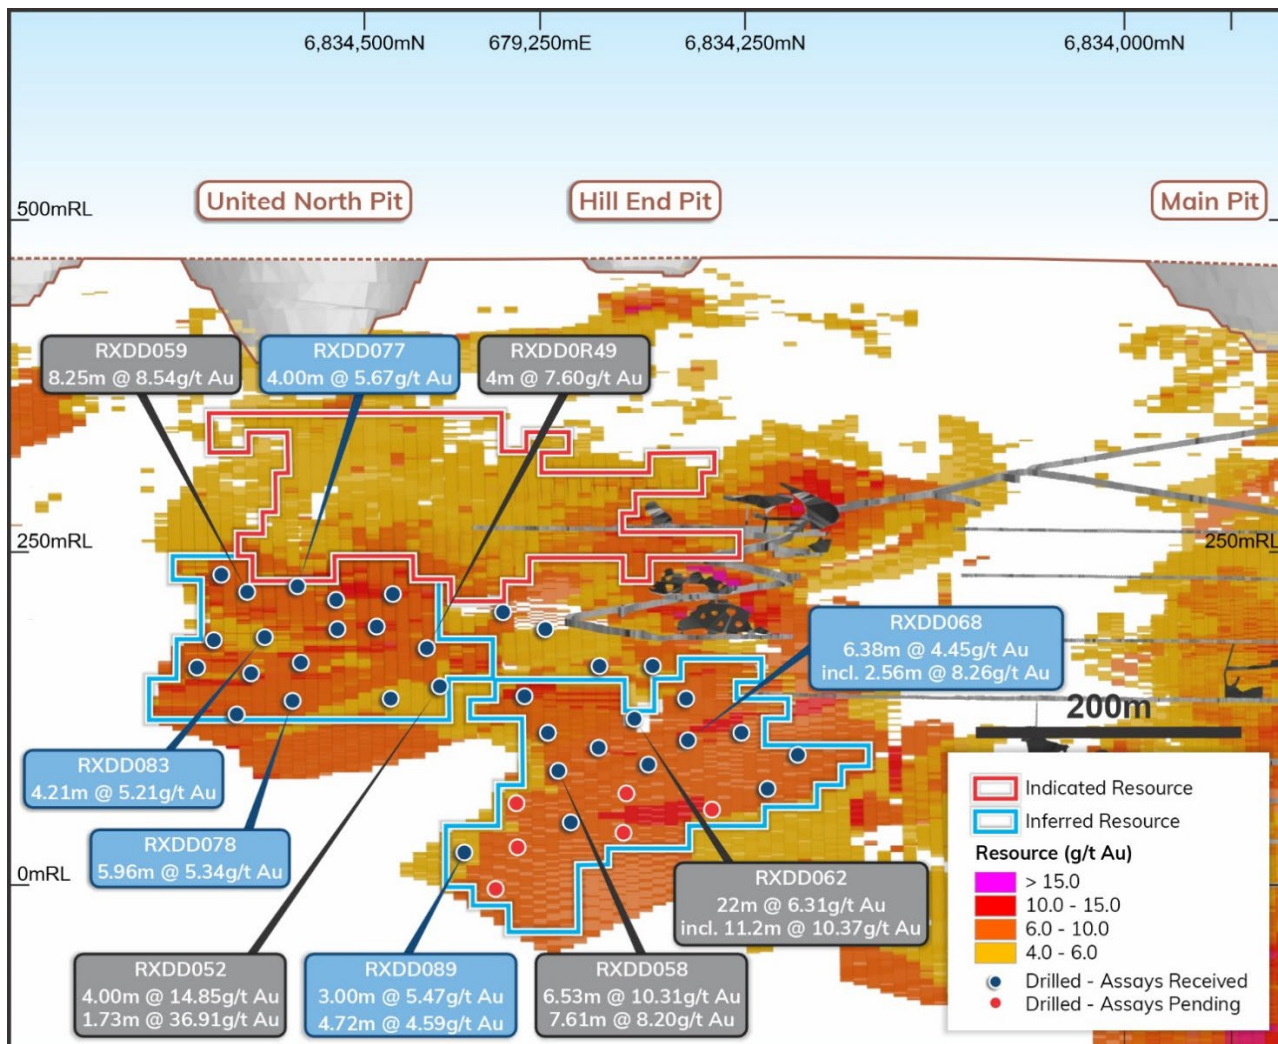 6,834,500mN
679,250mE
6,834,250mN
6,834,000mN
United North Pit
Hill End Pit
Main Pit
500mRL
RXDD059
8.25m @ 8.54g/t Au
RXDD077
4.00m @ 5.67g/t Au
RXDD0R49
4m @ 7.60g/t Au
250mRL
250mRL
RXDD068
6.38m @ 4.45g/t Au
incl. 2.56m @ 8.26g/t Au
200m
RXDD083
4.21m @ 5.21g/t Au
RXDD078
5.96m @ 5.34g/t Au
0mRL
RXDD062
22m @ 6.31g/t Au
incl. 11.2m @ 10.37g/t Au
RXDD052
4.00m @ 14.85g/t Au
1.73m @ 36.91g/t Au
RXDD089
3.00m @ 5.47g/t Au
4.72m @ 4.59g/t Au
RXDD058
6.53m @ 10.31g/t Au
7.61m @ 8.20g/t Au
Indicated Resource
Inferred Resource
Resource (g/t Au)
> 15.0
10.0 - 15.0
6.0 - 10.0
4.0 - 6.0
Drilled - Assays Received
Drilled - Assays Pending